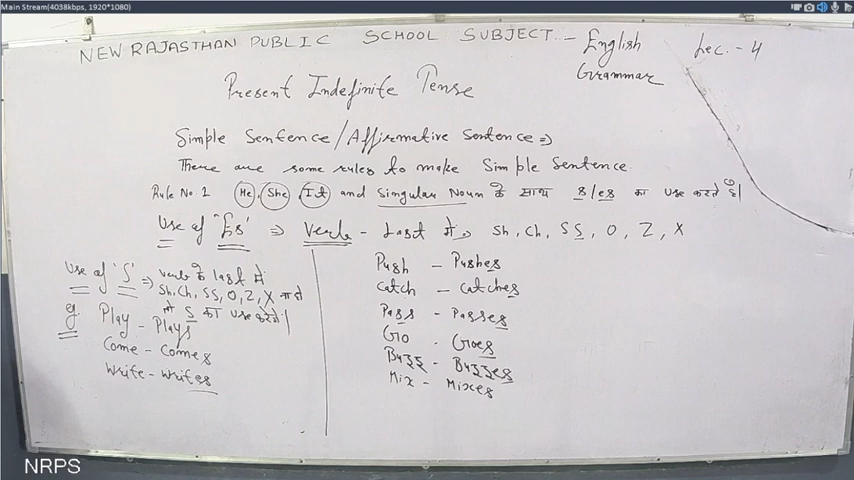 Main Stream(4038kbps, 1920*1080)
NEW RAJASTHAN PUBLIC SCHOOL SUBJECT - English Grammar Lec. - 4
Present Indefinite Tense
Simple Sentence/Affirmative Sentence ⇒
There are some rules to make Simple Sentence.
Rule No 1 He, She, It and Singular Noun के साथ s/es का use करते है।
Use of 'Es' ⇒ Verb - Last में Sh, Ch, SS, O, Z, X
Use of 'S' ⇒ verb के last में
Sh, Ch, SS, O, Z, X
तो S का use करेंगे।
eg Play - Plays
Come - Comes
Write - writes
Push - Pushes
Catch - Catches
Pass - Passes
Go - Goes
Buzz - Buzzes
Mix - Mixes
NRPS